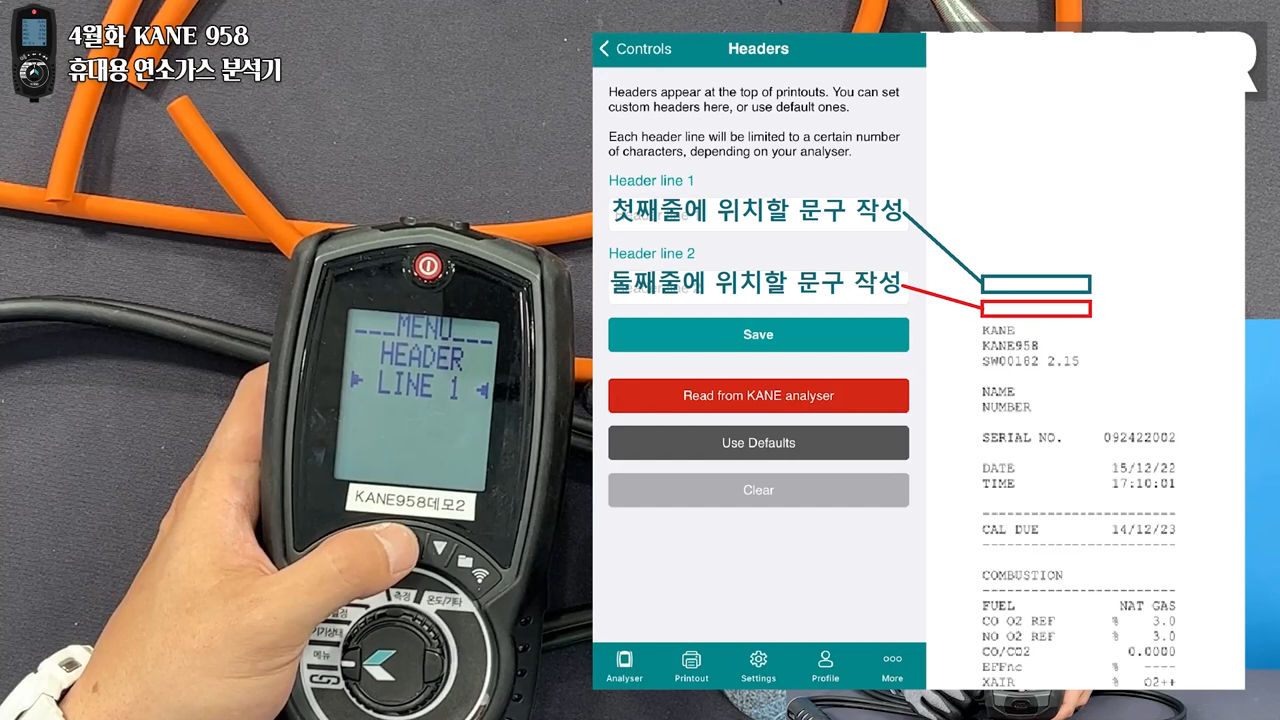 4월화 KANE 958
휴대용 연소가스 분석기
___MENU___
HEADER
LINE 1
KANE958데모2
측정
온도/기타
기기상태
메뉴
Controls
Headers
Headers appear at the top of printouts. You can set
custom headers here, or use default ones.
Each header line will be limited to a certain number
of characters, depending on your analyser.
Header line 1
첫째줄에 위치할 문구 작성
Header line 2
둘째줄에 위치할 문구 작성
Save
Read from KANE analyser
Use Defaults
Clear
Analyser
Printout
Settings
Profile
More
KANE
KANE958
SW00182 2.15
NAME
NUMBER
SERIAL NO. 092422002
DATE 15/12/22
TIME 17:10:01
------------------------
CAL DUE 14/12/23
------------------------
COMBUSTION
------------------------
FUEL NAT GAS
CO O2 REF % 3.0
NO O2 REF % 3.0
CO/CO2 0.0000
EFFnc % ----
XAIR % O2++